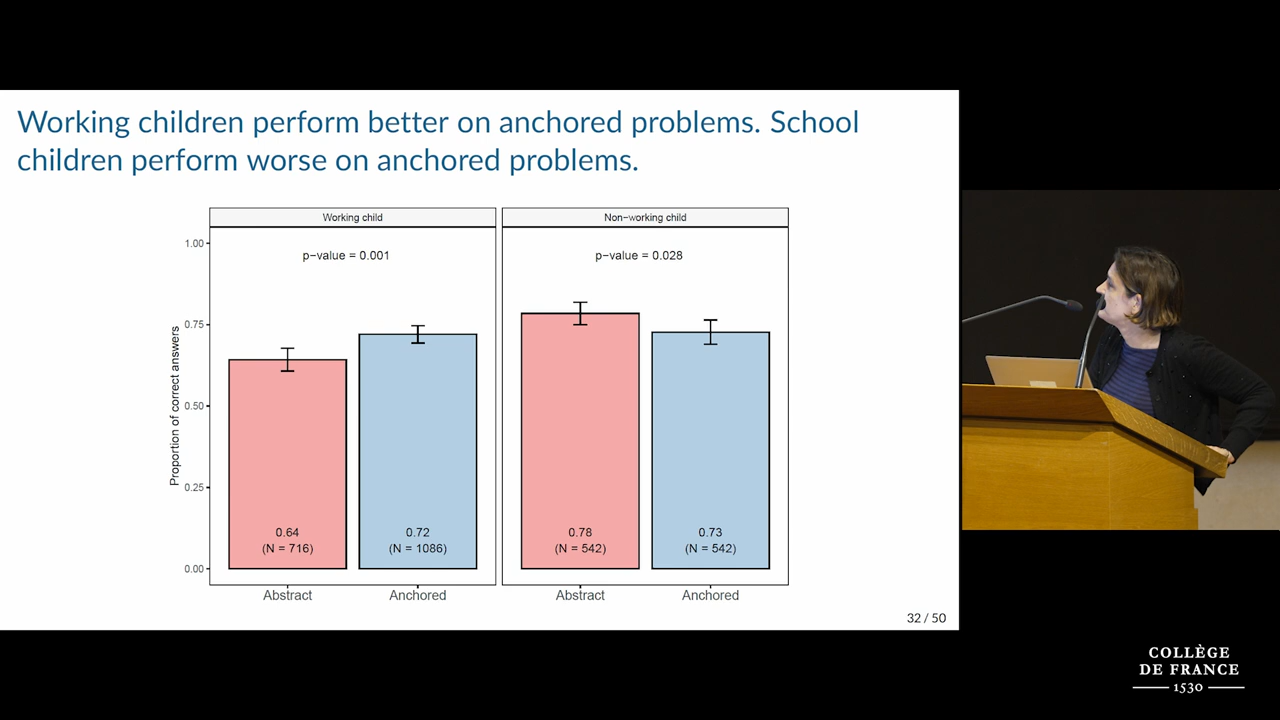 Working children perform better on anchored problems. School
children perform worse on anchored problems.
Working child
Non−working child
p−value = 0.001
p−value = 0.028
1.00
0.75
0.50
0.25
0.00
Proportion of correct answers
0.64
(N = 716)
0.72
(N = 1086)
0.78
(N = 542)
0.73
(N = 542)
Abstract
Anchored
Abstract
Anchored
32 / 50
COLLÈGE
DE FRANCE
1530